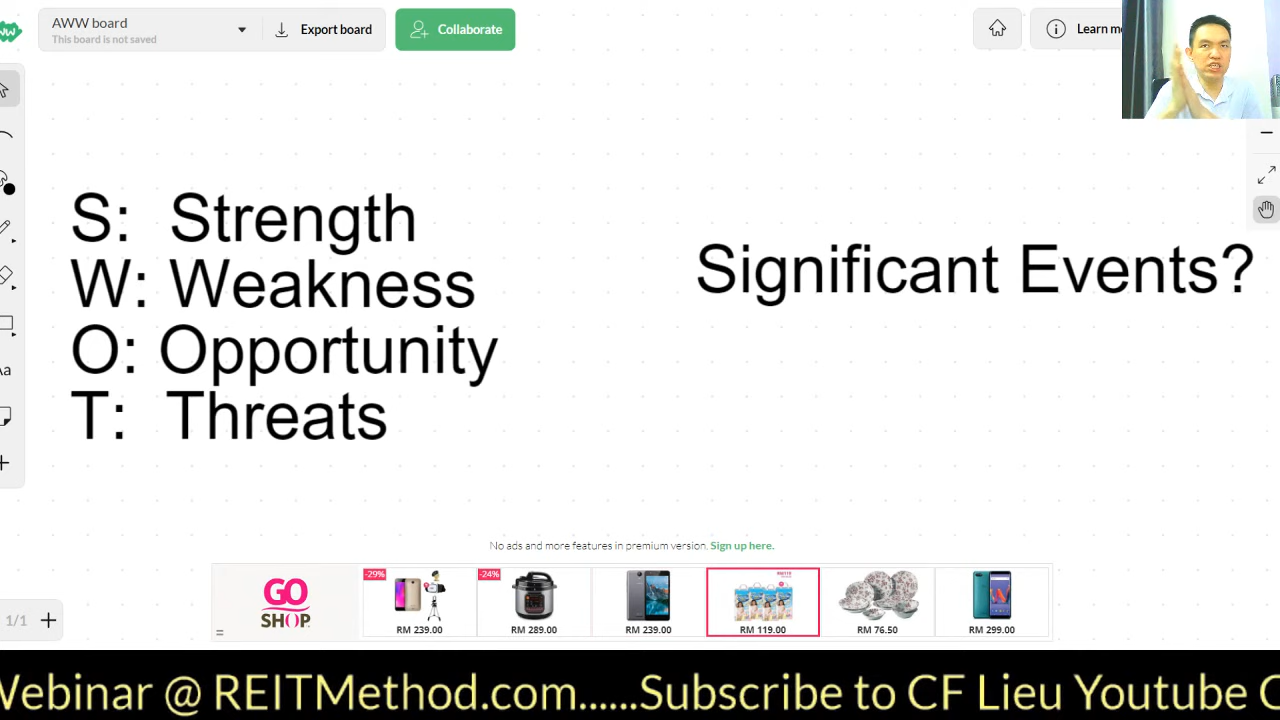 AWW board
This board is not saved
Export board
Collaborate
Learn
S: Strength
W: Weakness
O: Opportunity
T: Threats
Significant Events?
No ads and more features in premium version. Sign up here.
GO
SHOP
-29%
RM 239.00
-24%
RM 289.00
RM 239.00
RM 119.00
RM 76.50
RM 299.00
1/1
Webinar @ REITMethod.com......Subscribe to CF Lieu Youtube C